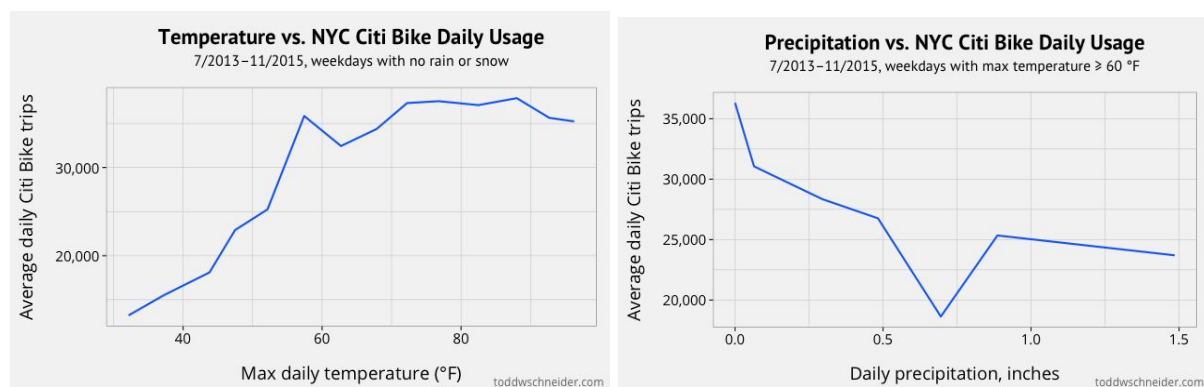 Temperature vs. NYC Citi Bike Daily Usage
7/2013–11/2015, weekdays with no rain or snow
Average daily Citi Bike trips
30,000
20,000
40
60
80
Max daily temperature (°F)
toddwschneider.com
Precipitation vs. NYC Citi Bike Daily Usage
7/2013–11/2015, weekdays with max temperature ≥ 60 °F
Average daily Citi Bike trips
35,000
30,000
25,000
20,000
0.0
0.5
1.0
1.5
Daily precipitation, inches
toddwschneider.com